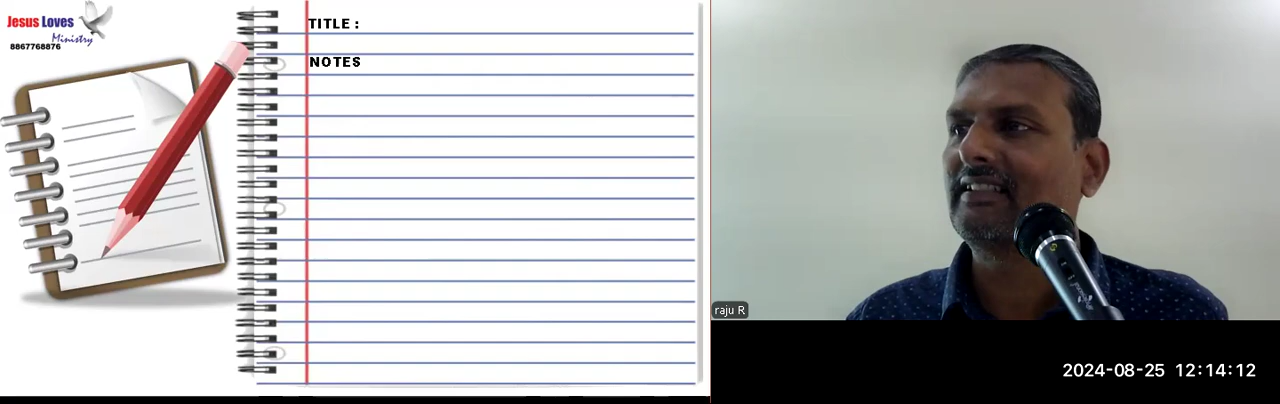 Jesus Loves
Ministry
8867768876
TITLE :
NOTES
raju R
2024-08-25 12:14:12